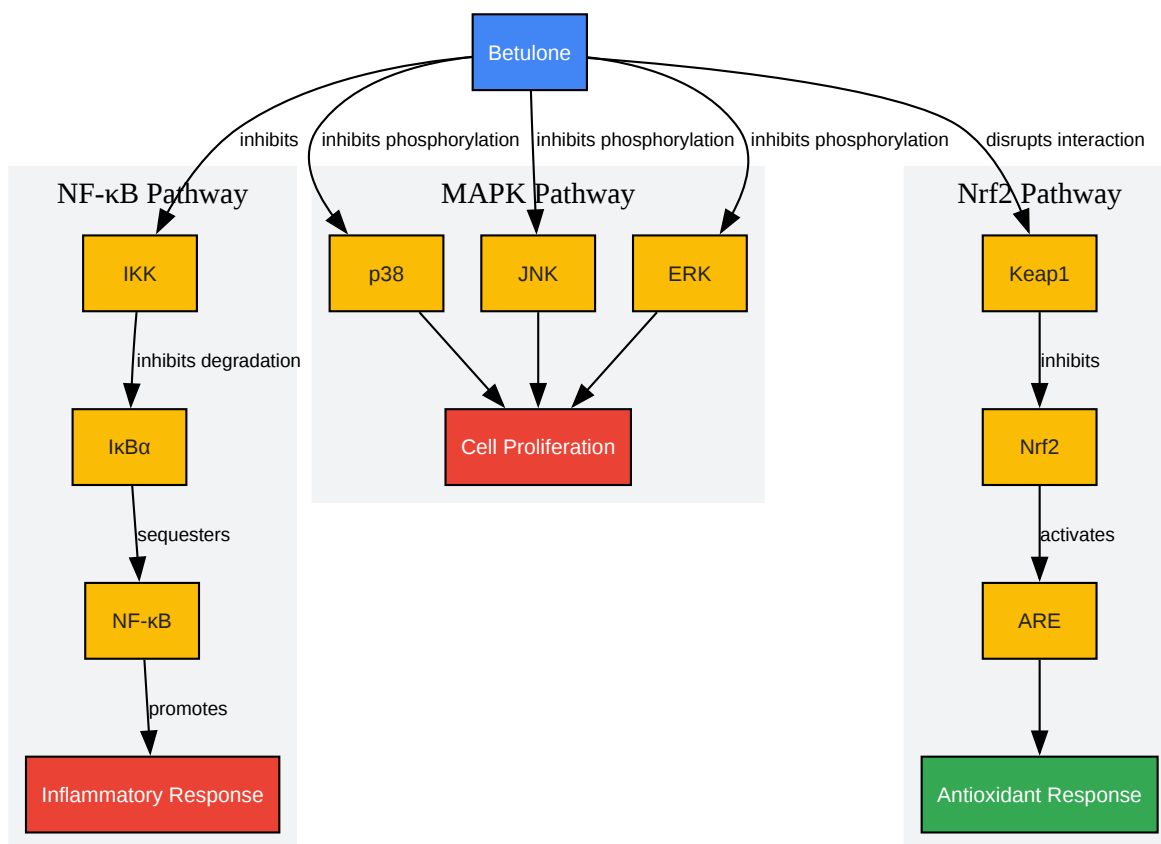 Betulone
inhibits
inhibits phosphorylation
inhibits phosphorylation
inhibits phosphorylation
disrupts interaction
NF-κB Pathway
MAPK Pathway
Nrf2 Pathway
IKK
p38
JNK
ERK
Keap1
inhibits degradation
inhibits
IκBα
Cell Proliferation
Nrf2
sequesters
activates
NF-κB
ARE
promotes
Inflammatory Response
Antioxidant Response